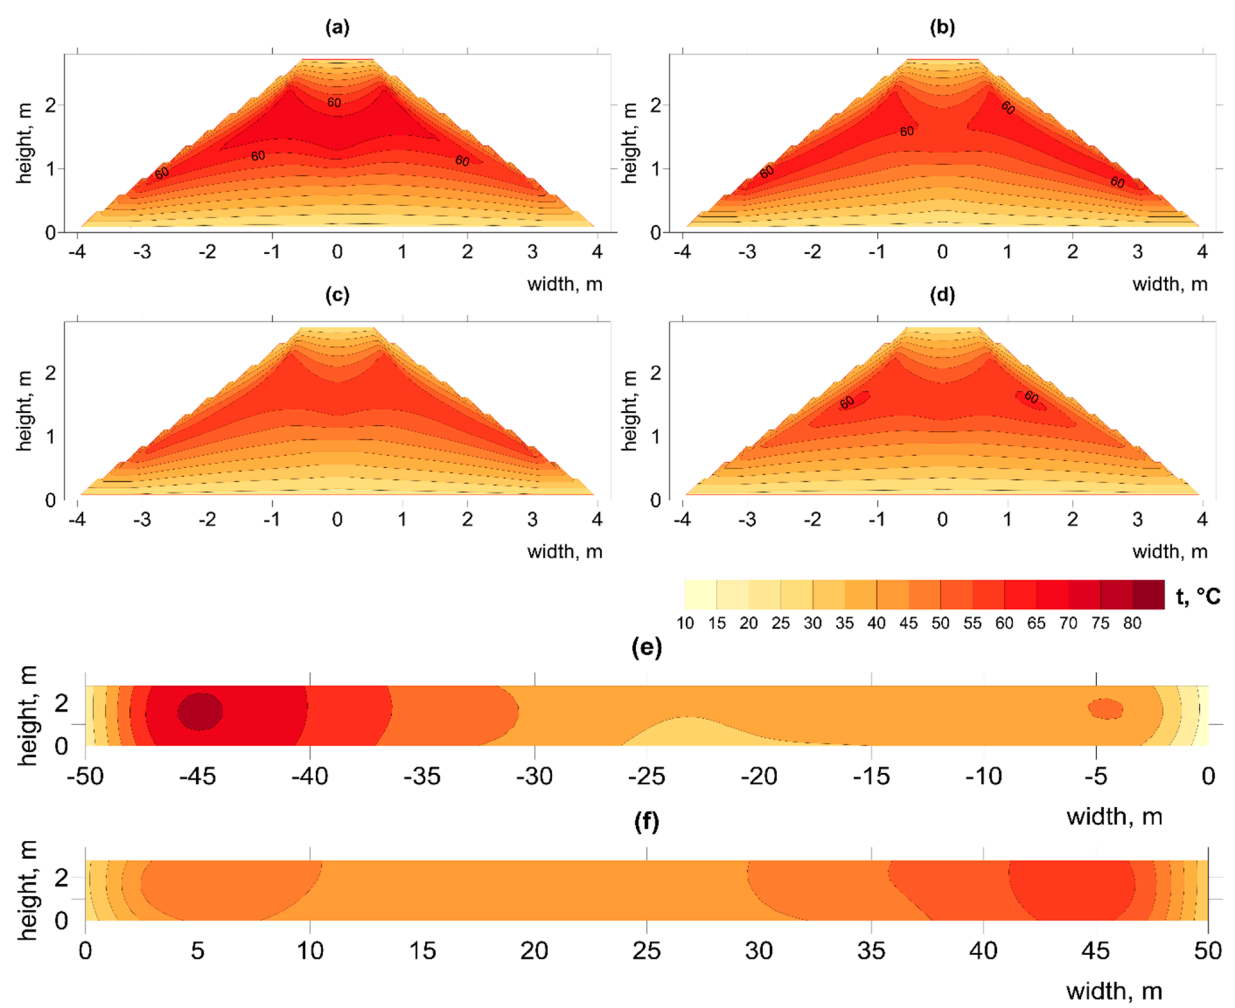 (a) (b)
height, m 2 1 0 60 60 60 60 height, m 2 1 0 60 60 60 60
-4 -3 -2 -1 0 1 2 3 4 -4 -3 -2 -1 0 1 2 3 4
width, m width, m
(c) (d)
height, m 2 1 0 height, m 2 1 0 60 60
-4 -3 -2 -1 0 1 2 3 4 -4 -3 -2 -1 0 1 2 3 4
width, m width, m
t, °C
10 15 20 25 30 35 40 45 50 55 60 65 70 75 80
(e)
height, m 2 0
-50 -45 -40 -35 -30 -25 -20 -15 -10 -5 0
width, m
(f)
height, m 2 0
0 5 10 15 20 25 30 35 40 45 50
width, m